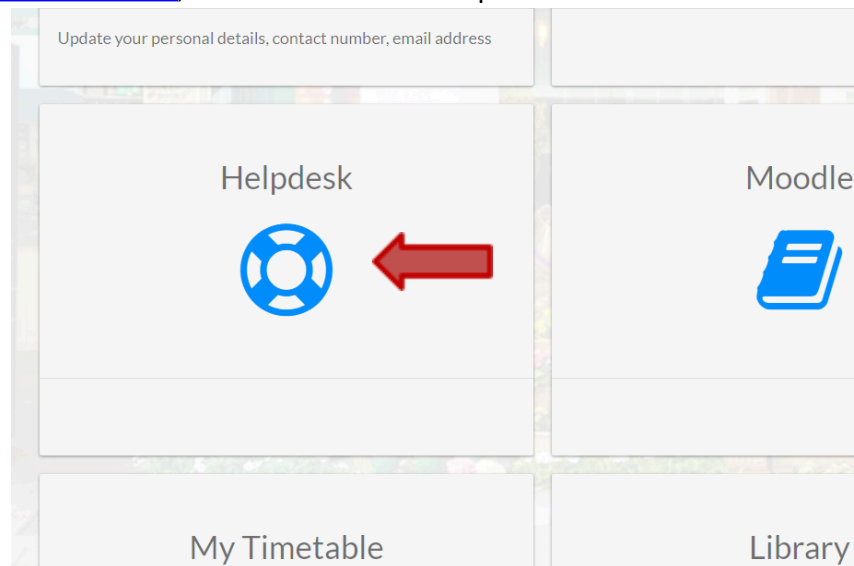 Update your personal details, contact number, email address
Helpdesk
Moodle
My Timetable
Library